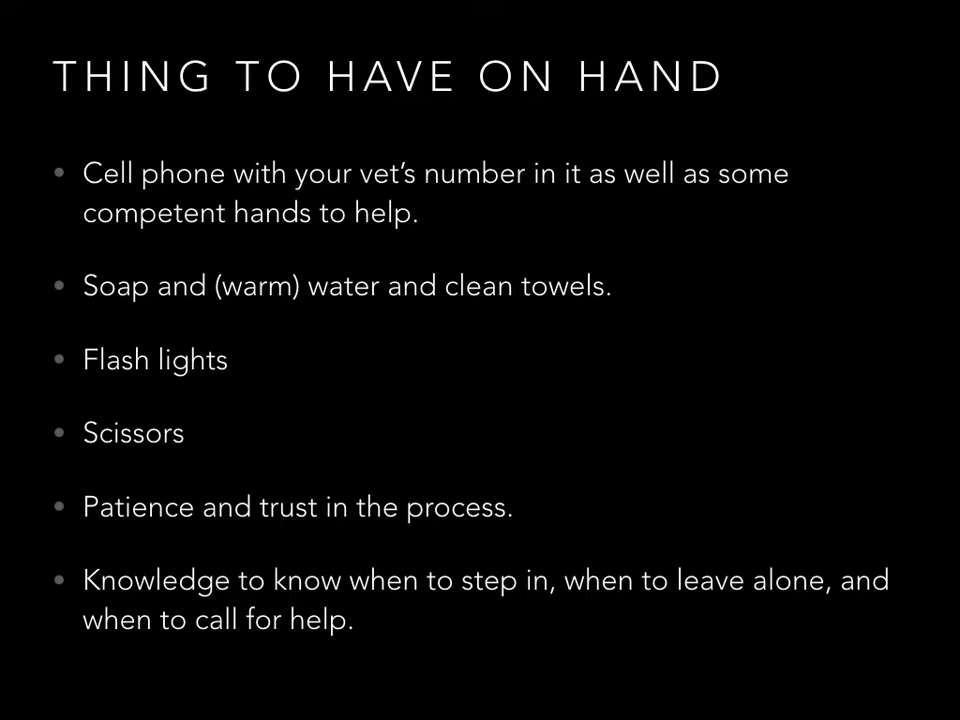 THING TO HAVE ON HAND
• Cell phone with your vet’s number in it as well as some
competent hands to help.
• Soap and (warm) water and clean towels.
• Flash lights
• Scissors
• Patience and trust in the process.
• Knowledge to know when to step in, when to leave alone, and
when to call for help.